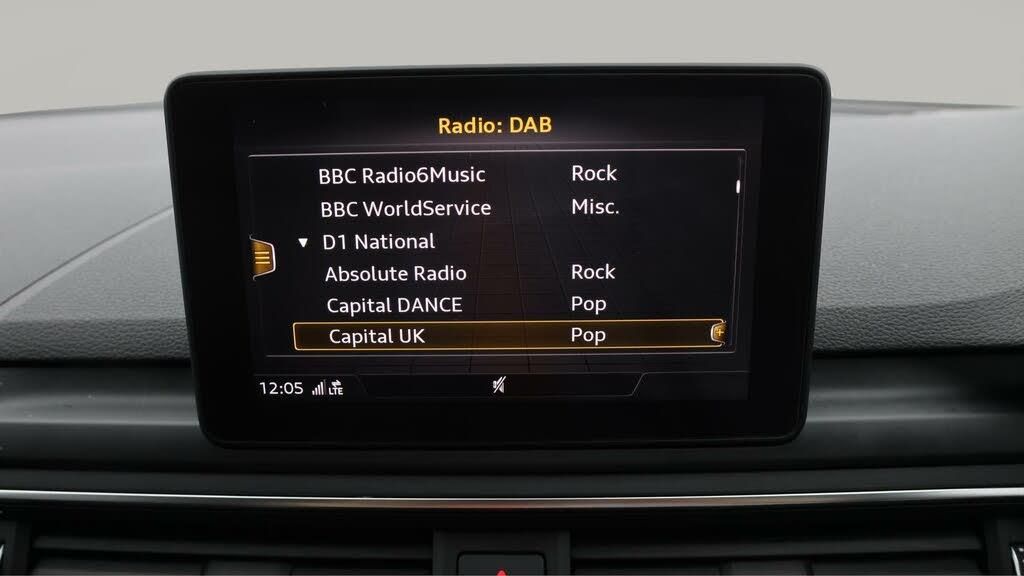 Radio: DAB
BBC Radio6Music Rock
BBC WorldService Misc.
D1 National
Absolute Radio Rock
Capital DANCE Pop
Capital UK Pop
12:05 LTE